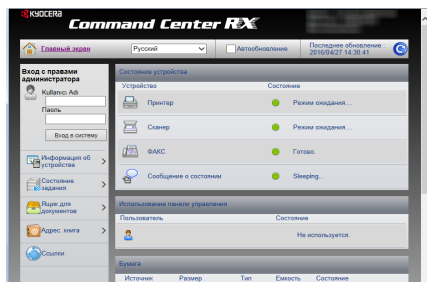 KYOCERA
Command Center RX
Главный экран
Русский
Автообновление
Последнее обновление :
2016/04/27 14:30:41
Вход с правами
администратора
Kullanıcı Adı
Пароль
Вход в систему
Информация об
устройстве
Состояние
задания
Ящик для
документов
Адрес. книга
Ссылки
Состояние устройства
Устройство Состояние
Принтер Режим ожидания....
Сканер Режим ожидания....
ФАКС Готово.
Сообщение о состоянии Sleeping...
Использование панели управления
Пользователь Состояние
Не используется.
Бумага
Источник Размер Тип Емкость Состояние